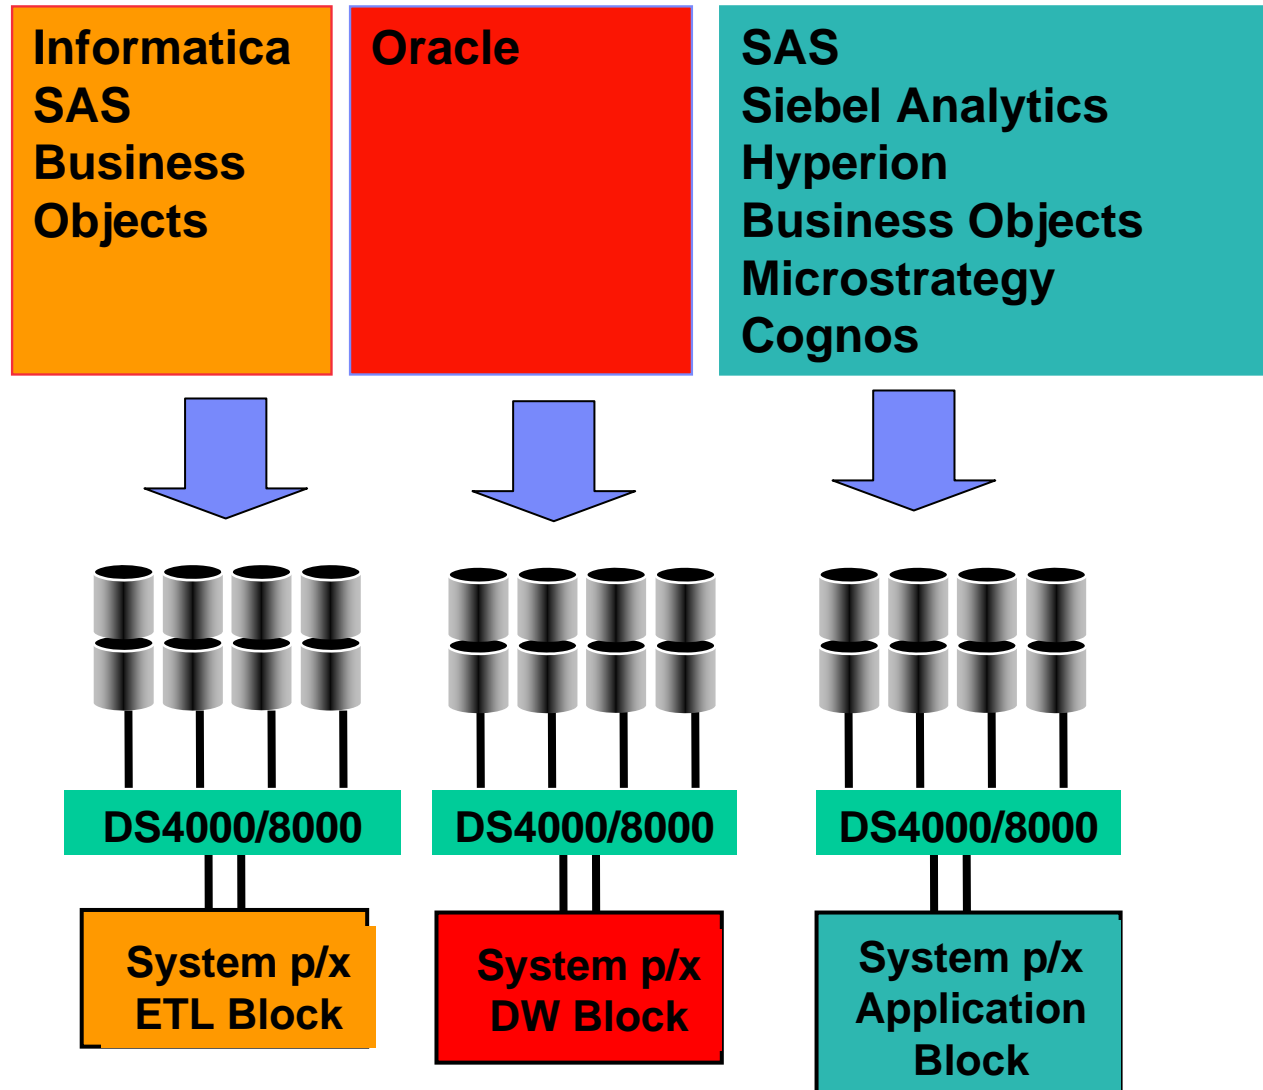 Informatica
SAS
Business
Objects
Oracle
SAS
Siebel Analytics
Hyperion
Business Objects
Microstrategy
Cognos
DS4000/8000
DS4000/8000
DS4000/8000
System p/x
ETL Block
System p/x
DW Block
System p/x
Application
Block